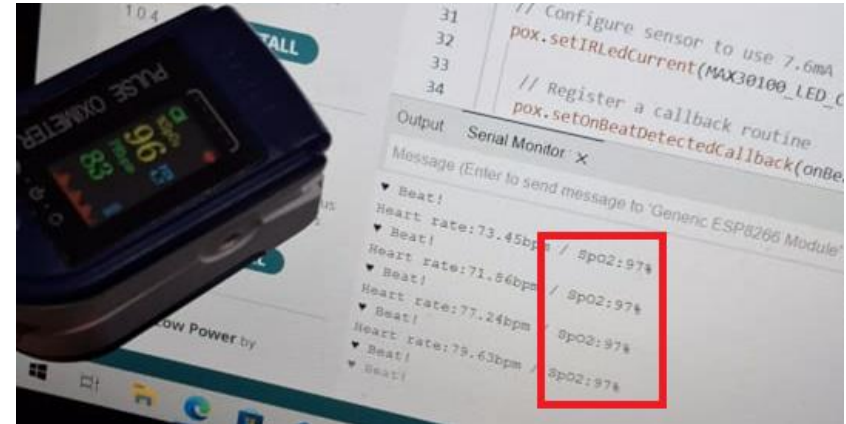 104
31
32
33
34
// Configure sensor to use 7.6mA
pox.setIRLedCurrent(MAX30100_LED_C
// Register a callback routine
pox.setOnBeatDetectedCallback(onBe
Output Serial Monitor ×
Message (Enter to send message to 'Generic ESP8266 Module'
♥ Beat!
Heart rate:73.45bpm / SpO2:97%
♥ Beat!
Heart rate:71.86bpm / SpO2:97%
♥ Beat!
Heart rate:77.24bpm / SpO2:97%
♥ Beat!
Heart rate:79.63bpm / SpO2:97%
♥ Beat!
♥ Beat!
PULSE OXIMETER
96
83
Low Power by